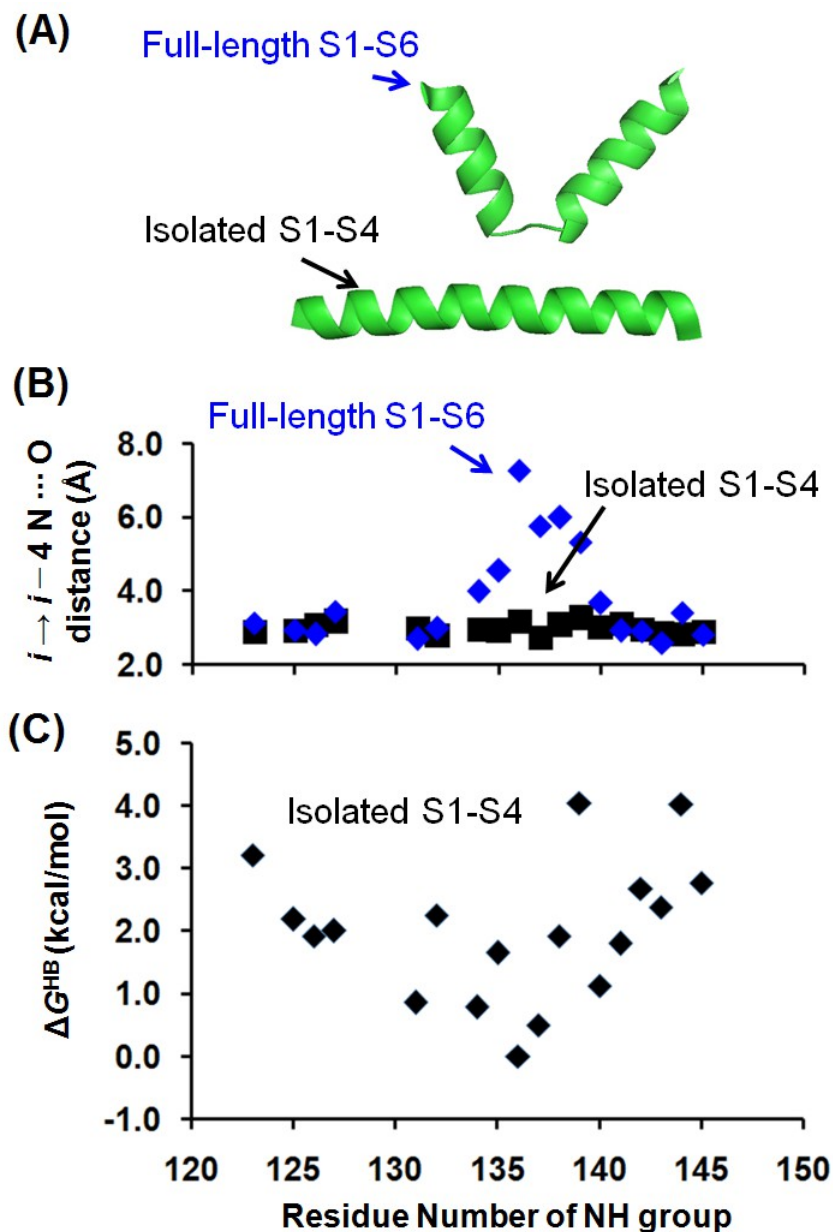 (A)
Full-length S1-S6
Isolated S1-S4
(B)
Full-length S1-S6
Isolated S1-S4
i → i – 4 N ··· O
distance (Å)
8.0
6.0
4.0
2.0
(C)
Isolated S1-S4
ΔG^HB (kcal/mol)
5.0
4.0
3.0
2.0
1.0
0.0
-1.0
120 125 130 135 140 145 150
Residue Number of NH group